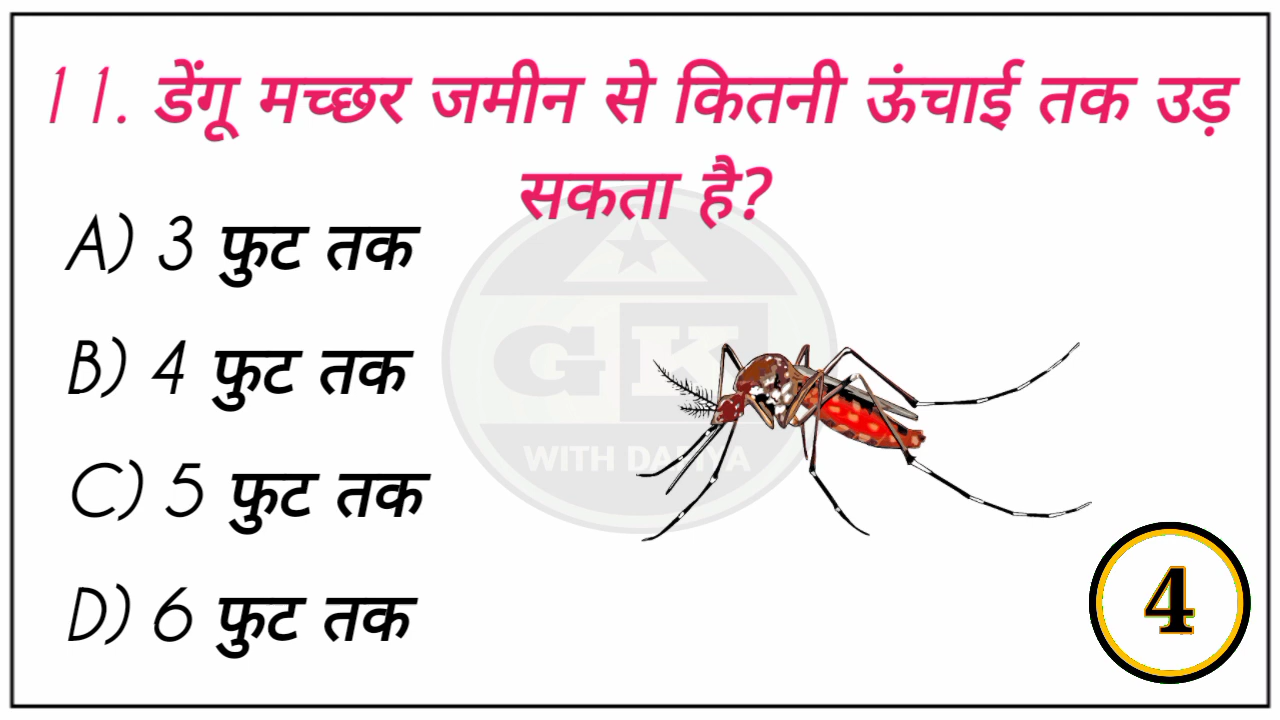 11. डेंगू मच्छर जमीन से कितनी ऊंचाई तक उड़
सकता है?
A) 3 फुट तक
B) 4 फुट तक
C) 5 फुट तक
D) 6 फुट तक
GK
WITH DAHIYA
4